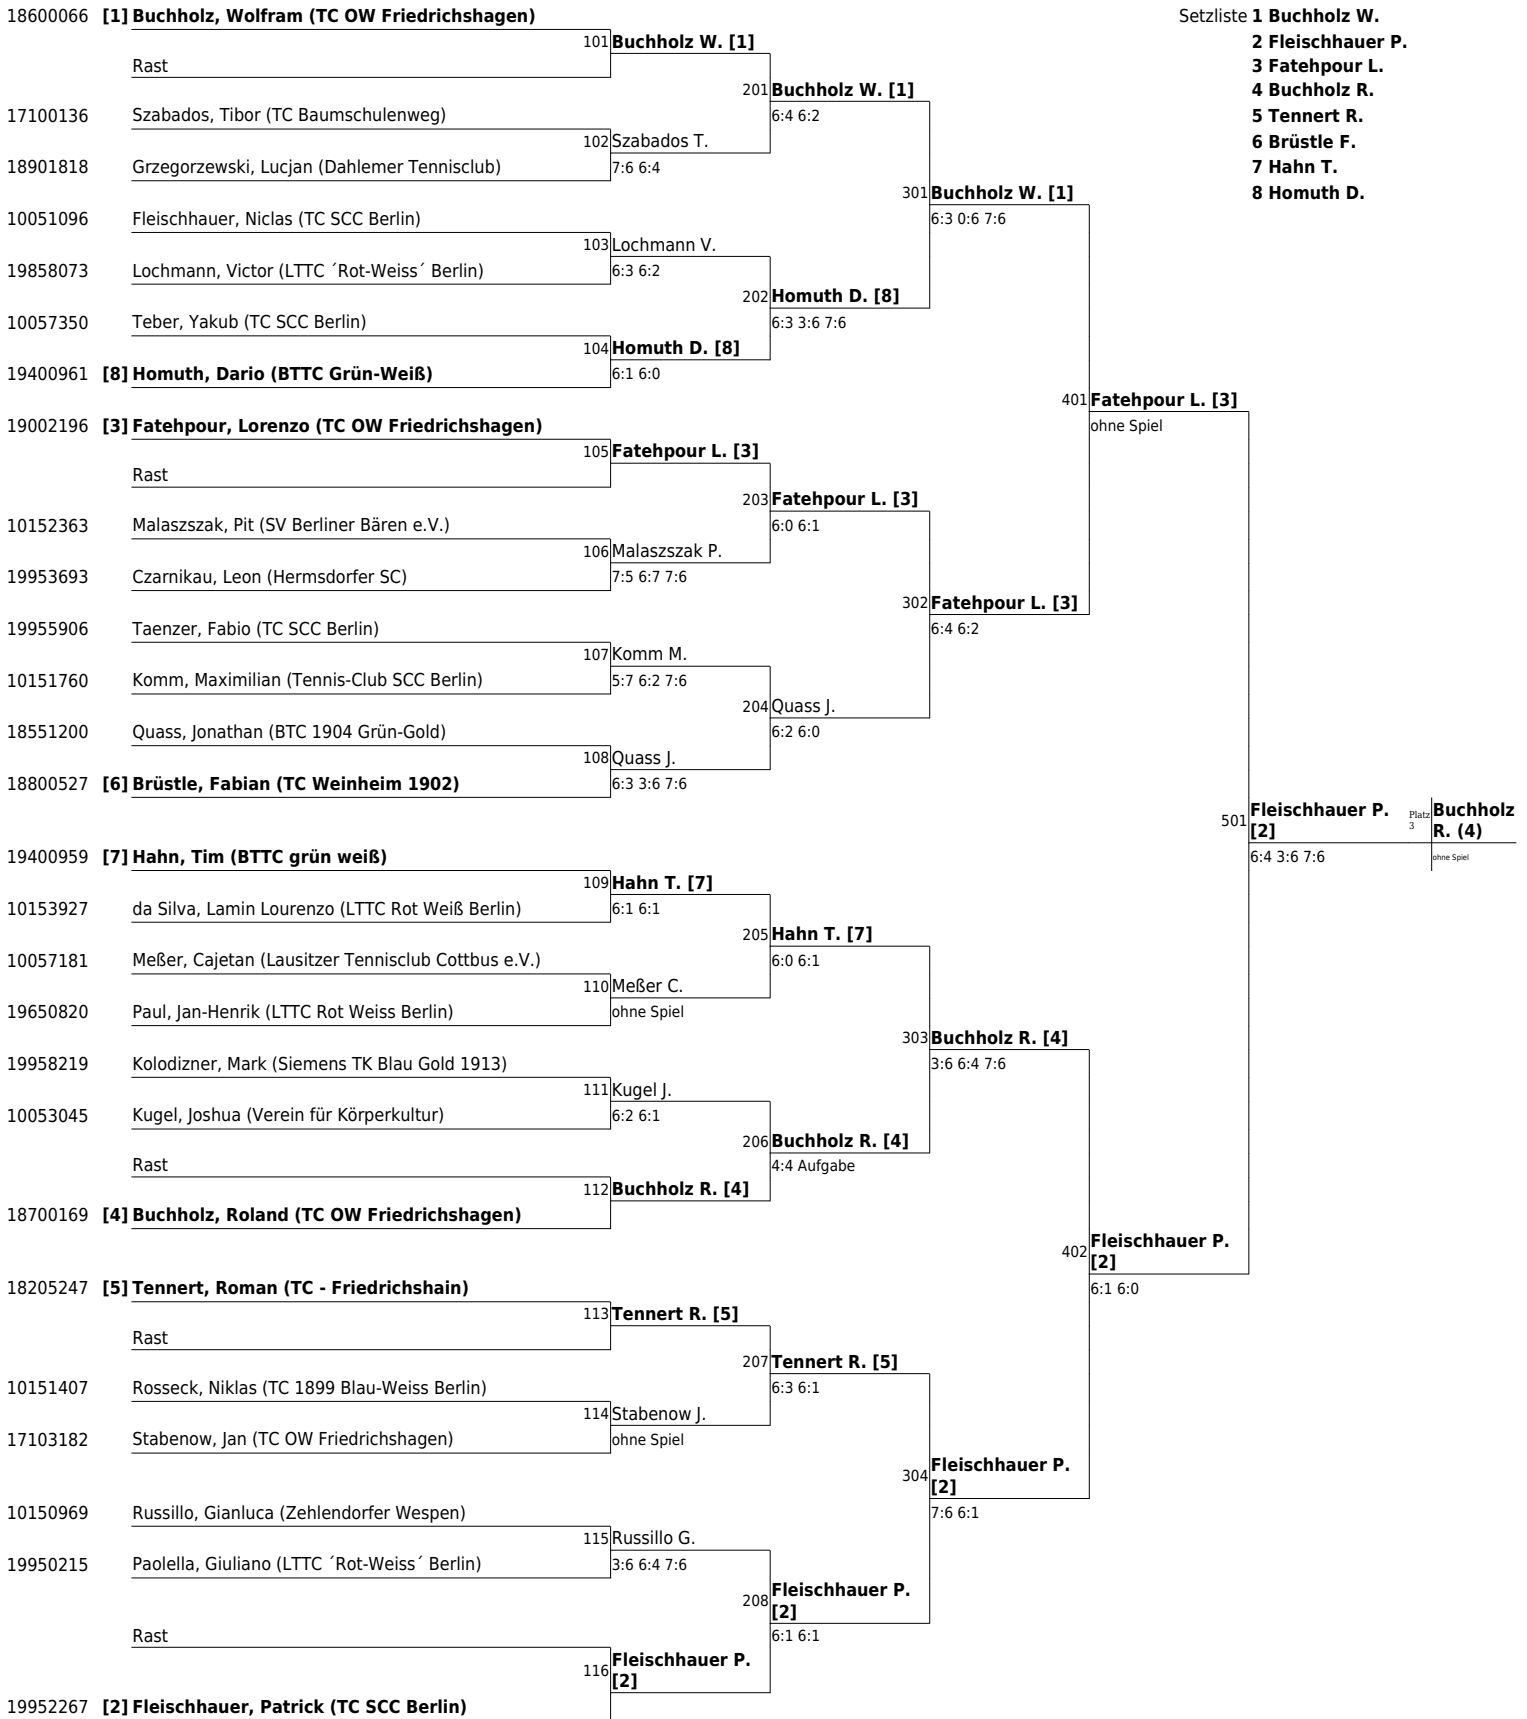 18600066 [1] Buchholz, Wolfram (TC OW Friedrichshagen)
Setzliste 1 Buchholz W.
2 Fleischhauer P.
3 Fatehpour L.
4 Buchholz R.
5 Tennert R.
6 Brüstle F.
7 Hahn T.
8 Homuth D.
101 Buchholz W. [1]
Rast
201 Buchholz W. [1]
6:4 6:2
17100136 Szabados, Tibor (TC Baumschulenweg)
102 Szabados T.
7:6 6:4
18901818 Grzegorzewski, Lucjan (Dahlemer Tennisclub)
301 Buchholz W. [1]
6:3 0:6 7:6
10051096 Fleischhauer, Niclas (TC SCC Berlin)
103 Lochmann V.
6:3 6:2
19858073 Lochmann, Victor (LTTC ´Rot-Weiss´ Berlin)
202 Homuth D. [8]
6:3 3:6 7:6
10057350 Teber, Yakub (TC SCC Berlin)
104 Homuth D. [8]
6:1 6:0
19400961 [8] Homuth, Dario (BTTC Grün-Weiß)
401 Fatehpour L. [3]
ohne Spiel
19002196 [3] Fatehpour, Lorenzo (TC OW Friedrichshagen)
105 Fatehpour L. [3]
Rast
203 Fatehpour L. [3]
6:0 6:1
10152363 Malaszszak, Pit (SV Berliner Bären e.V.)
106 Malaszszak P.
7:5 6:7 7:6
19953693 Czarnikau, Leon (Hermsdorfer SC)
302 Fatehpour L. [3]
6:4 6:2
19955906 Taenzer, Fabio (TC SCC Berlin)
107 Komm M.
5:7 6:2 7:6
10151760 Komm, Maximilian (Tennis-Club SCC Berlin)
204 Quass J.
6:2 6:0
18551200 Quass, Jonathan (BTC 1904 Grün-Gold)
108 Quass J.
6:3 3:6 7:6
18800527 [6] Brüstle, Fabian (TC Weinheim 1902)
501 Fleischhauer P.
[2]
6:4 3:6 7:6
Platz
3
Buchholz
R. (4)
ohne Spiel
19400959 [7] Hahn, Tim (BTTC grün weiß)
109 Hahn T. [7]
6:1 6:1
10153927 da Silva, Lamin Lourenzo (LTTC Rot Weiß Berlin)
205 Hahn T. [7]
6:0 6:1
10057181 Meßer, Cajetan (Lausitzer Tennisclub Cottbus e.V.)
110 Meßer C.
ohne Spiel
19650820 Paul, Jan-Henrik (LTTC Rot Weiss Berlin)
303 Buchholz R. [4]
3:6 6:4 7:6
19958219 Kolodizner, Mark (Siemens TK Blau Gold 1913)
111 Kugel J.
6:2 6:1
10053045 Kugel, Joshua (Verein für Körperkultur)
206 Buchholz R. [4]
4:4 Aufgabe
Rast
112 Buchholz R. [4]
18700169 [4] Buchholz, Roland (TC OW Friedrichshagen)
402 Fleischhauer P.
[2]
6:1 6:0
18205247 [5] Tennert, Roman (TC - Friedrichshain)
113 Tennert R. [5]
Rast
207 Tennert R. [5]
6:3 6:1
10151407 Rosseck, Niklas (TC 1899 Blau-Weiss Berlin)
114 Stabenow J.
ohne Spiel
17103182 Stabenow, Jan (TC OW Friedrichshagen)
304 Fleischhauer P.
[2]
7:6 6:1
10150969 Russillo, Gianluca (Zehlendorfer Wespen)
115 Russillo G.
3:6 6:4 7:6
19950215 Paolella, Giuliano (LTTC ´Rot-Weiss´ Berlin)
208 Fleischhauer P.
[2]
6:1 6:1
Rast
116 Fleischhauer P.
[2]
19952267 [2] Fleischhauer, Patrick (TC SCC Berlin)